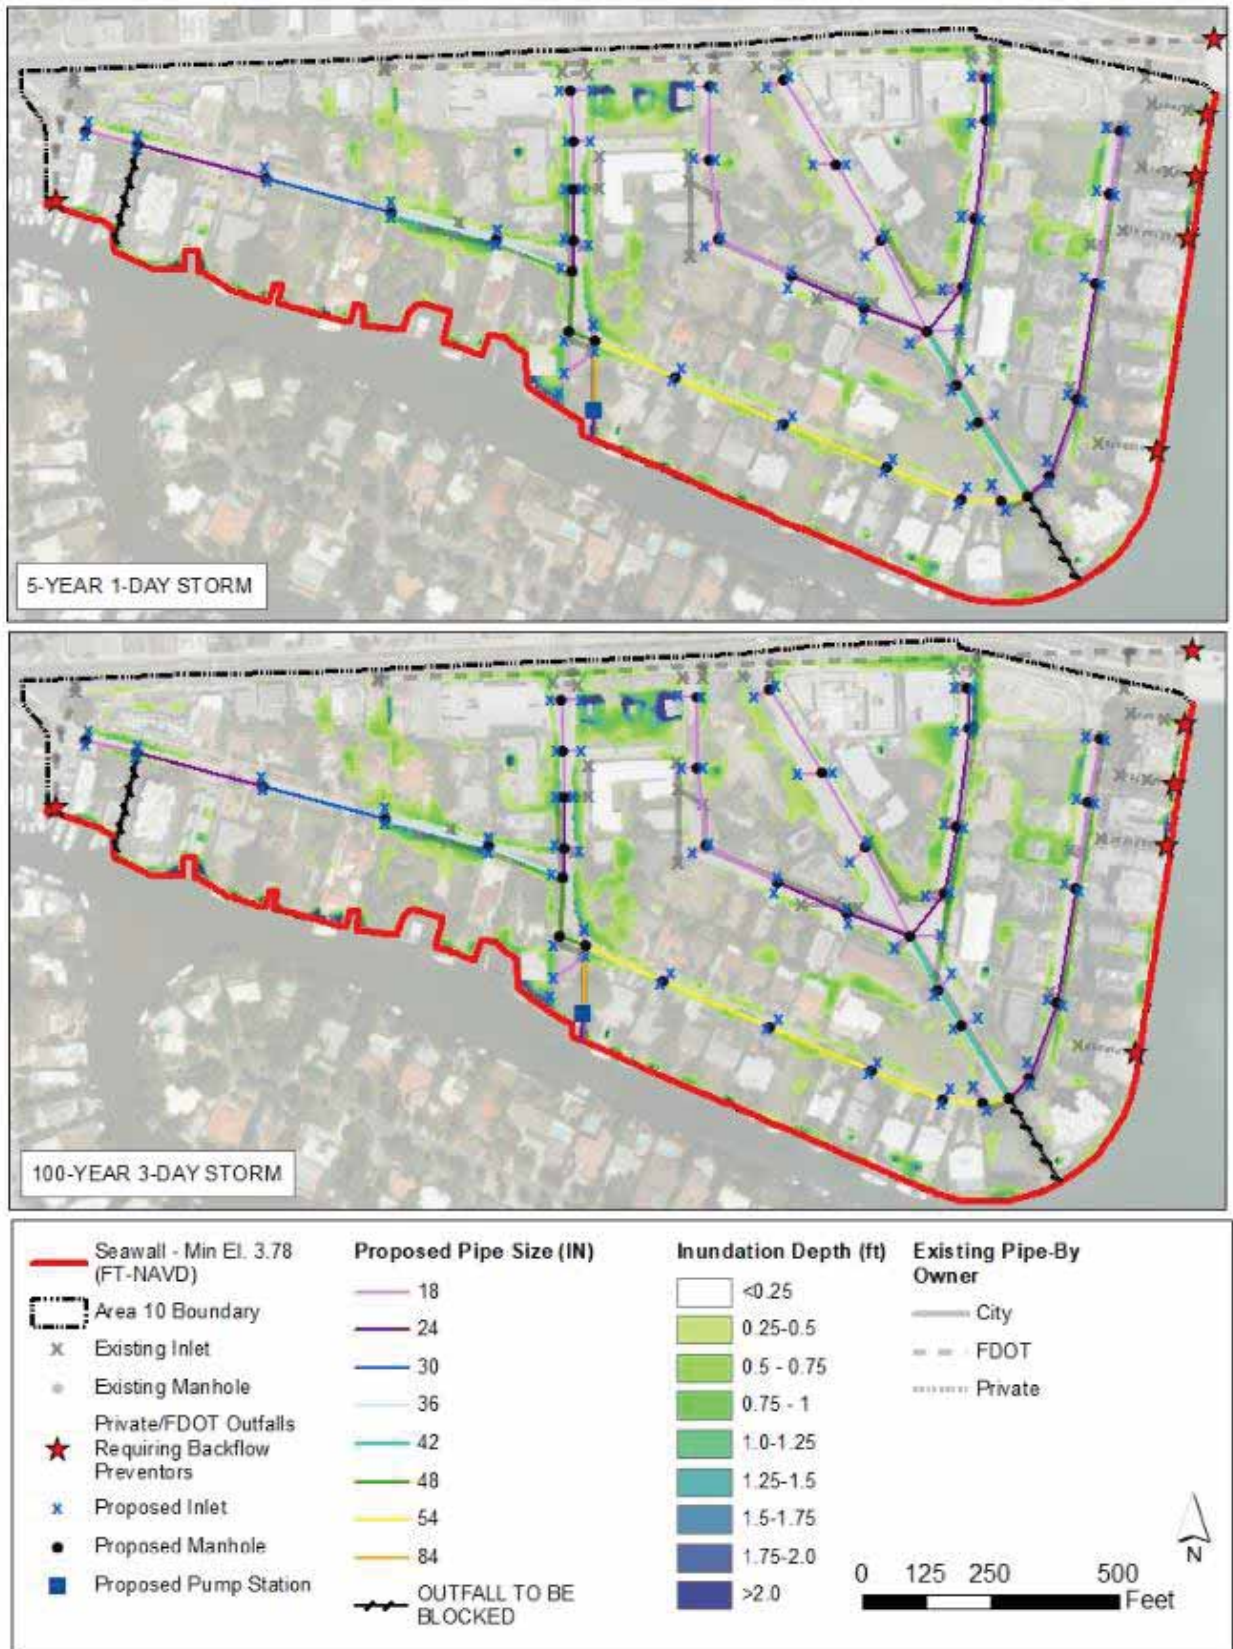 5-YEAR 1-DAY STORM
100-YEAR 3-DAY STORM
Seawall - Min El. 3.78
(FT-NAVD)
Area 10 Boundary
Existing Inlet
Existing Manhole
Private/FDOT Outfalls
Requiring Backflow
Preventors
Proposed Inlet
Proposed Manhole
Proposed Pump Station
Proposed Pipe Size (IN)
18
24
30
36
42
48
54
84
OUTFALL TO BE
BLOCKED
Inundation Depth (ft)
<0.25
0.25-0.5
0.5 - 0.75
0.75 - 1
1.0-1.25
1.25-1.5
1.5-1.75
1.75-2.0
>2.0
Existing Pipe-By
Owner
City
FDOT
Private
N
0 125 250 500
Feet